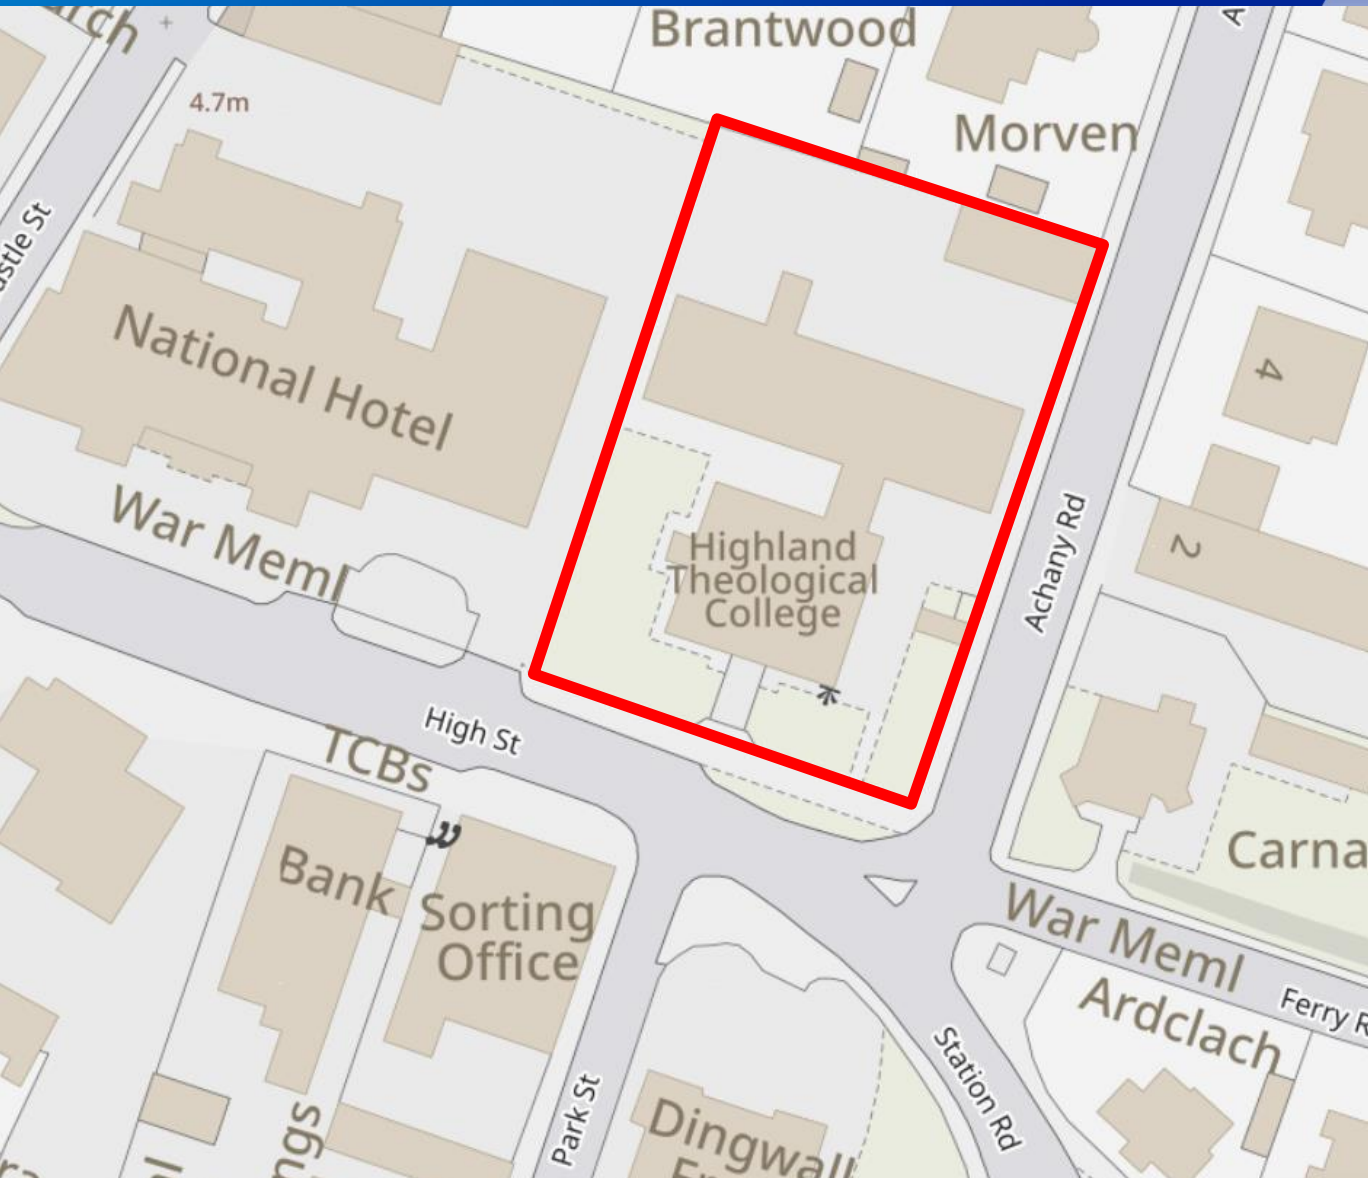 Brantwood
4.7m
Morven
National Hotel
4
War Meml
Highland
Theological
College
Achany Rd
2
High St
TCBs
Bank
Sorting
Office
Carna
War Meml
Ardclach
Ferry R
Station Rd
Park St
Dingwall